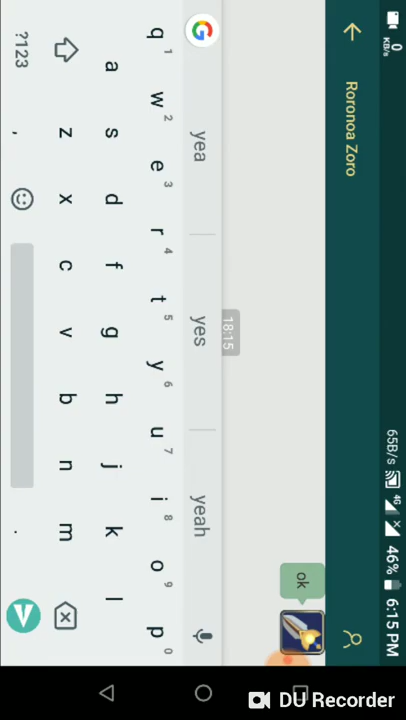 0 KB/s 65B/s 4G 46% 6:15 PM
Roronoa Zoro
ok
18:15
yea yes yeah
q 1 w 2 e 3 r 4 t 5 y 6 u 7 i 8 o 9 p 0
a s d f g h j k l
z x c v b n m
?123 , .
DU Recorder